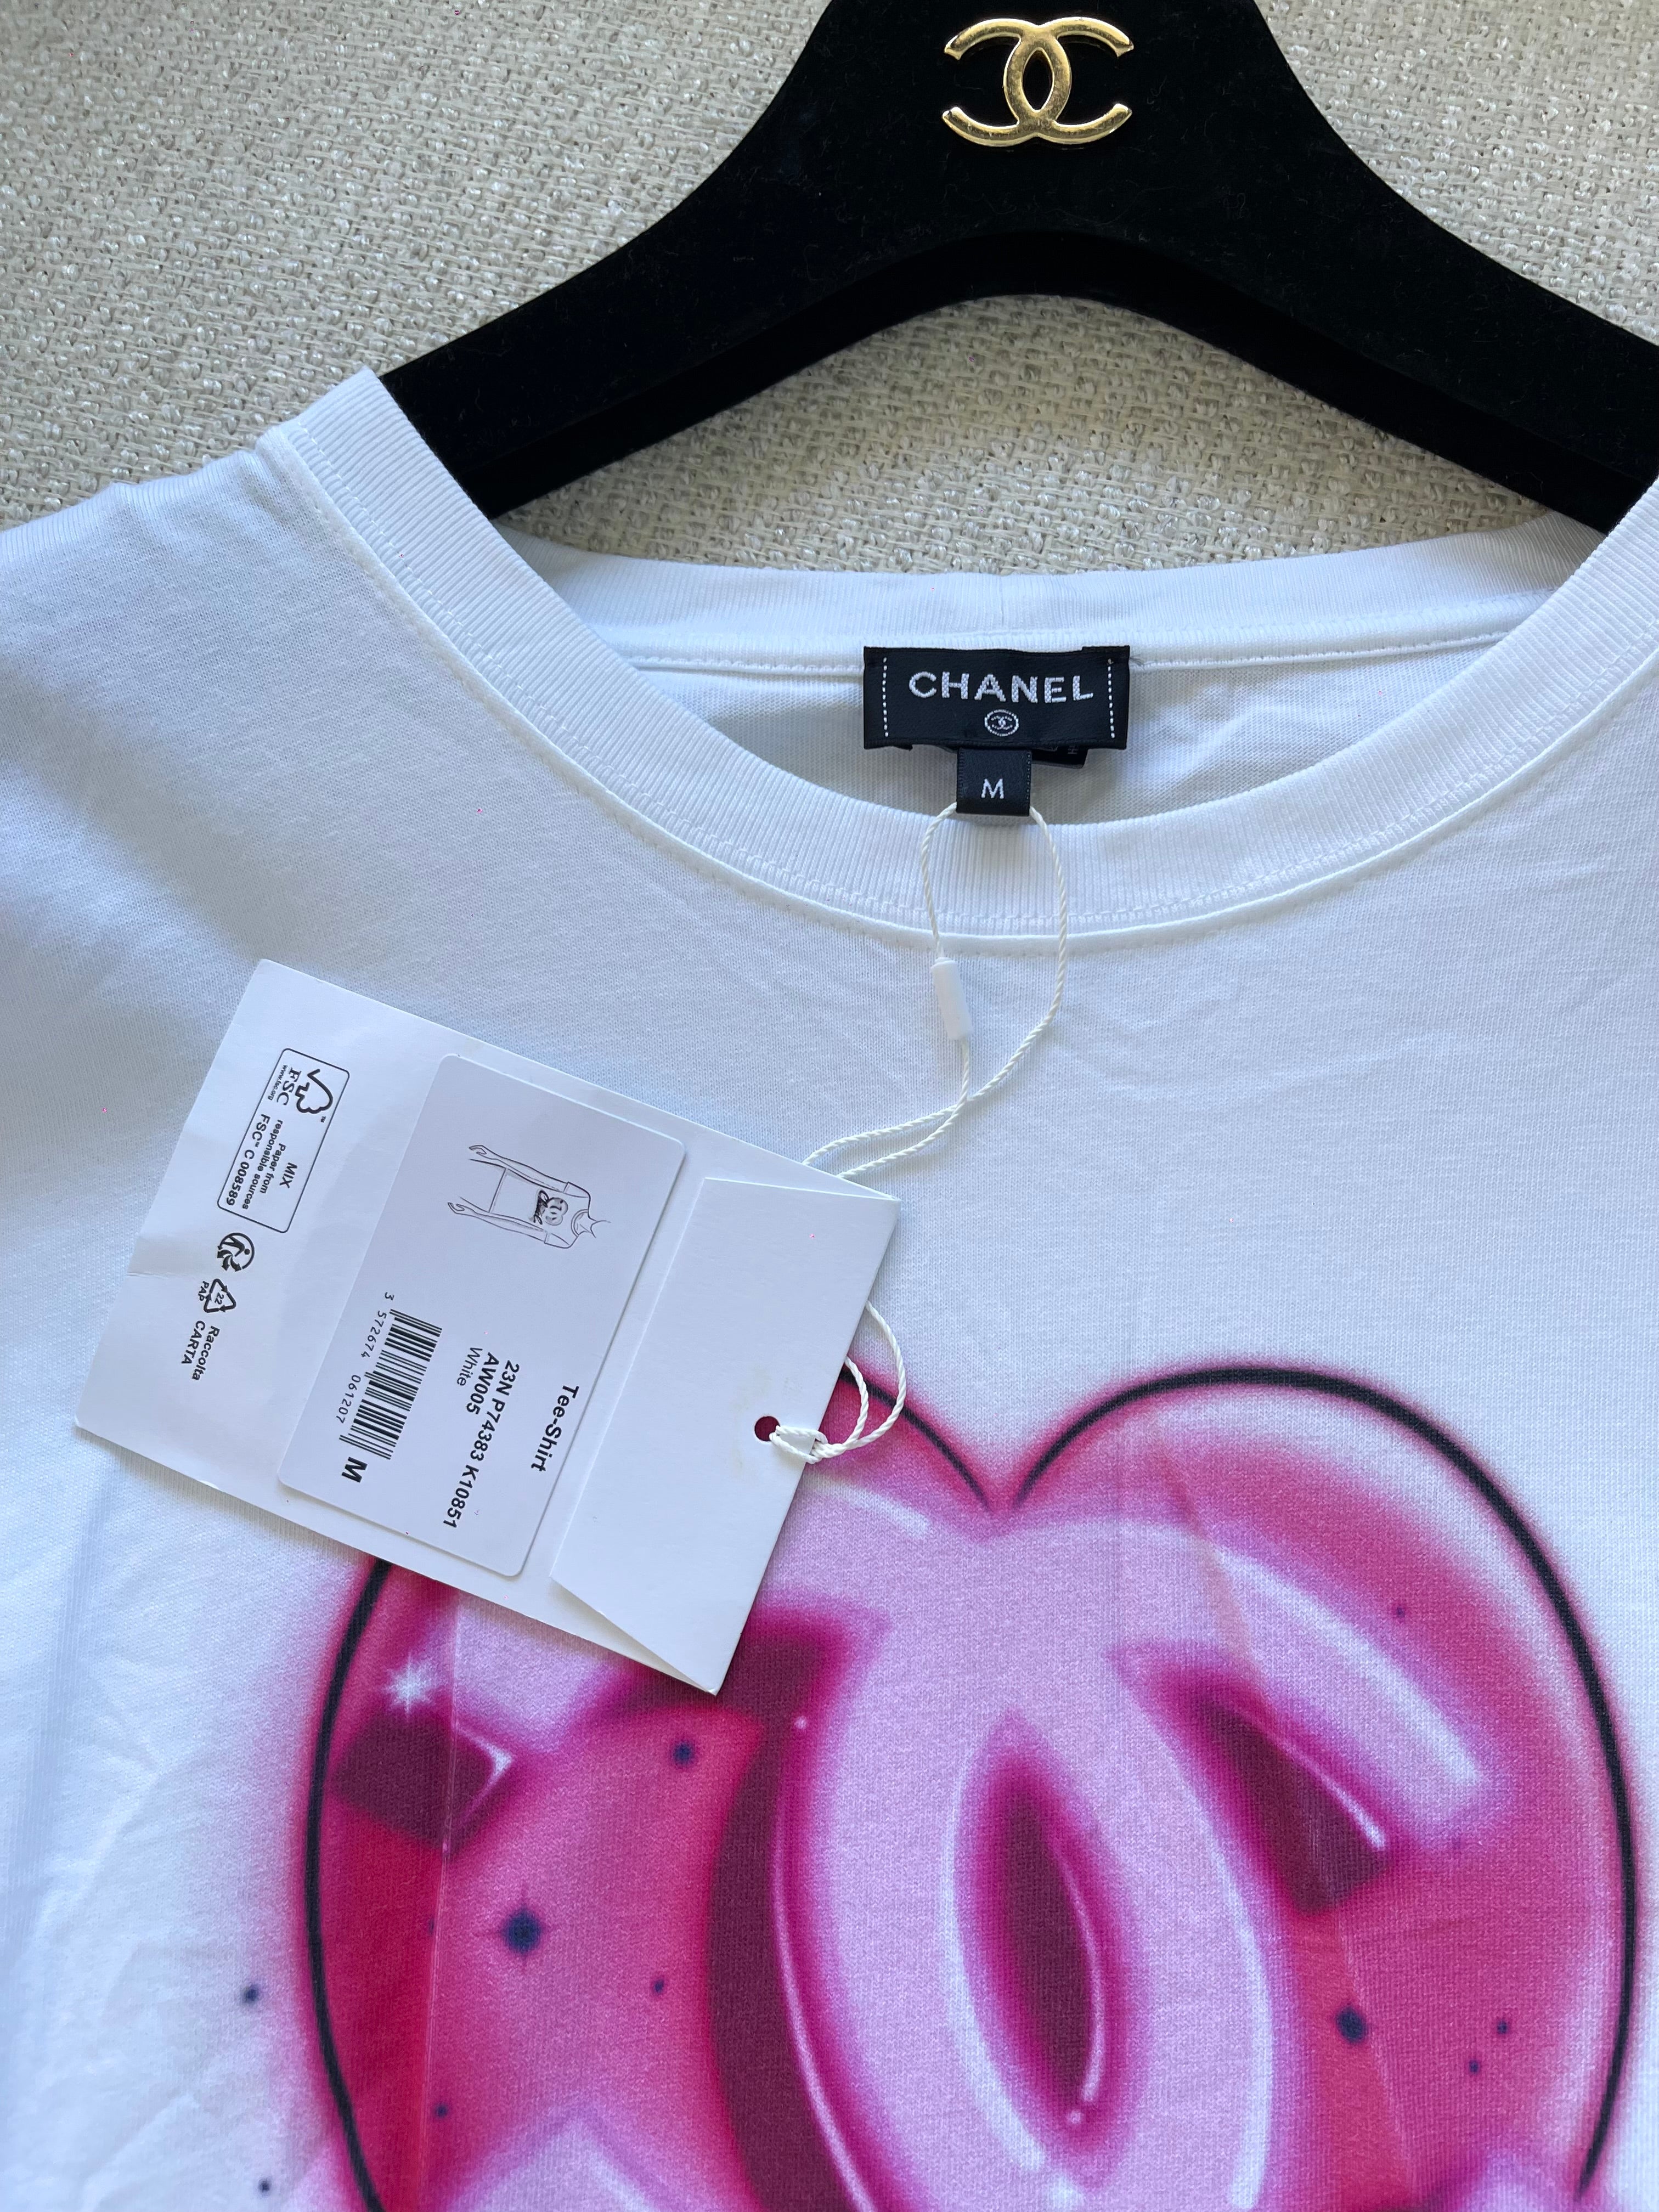 CHANEL
M
Tee-Shirt
23N P74383 K10851
AW005
White
3 572674 061207
M
FSC
www.fsc.org
MIX
Paper from
responsible sources
FSC™ C008589
22
PAP
Raccolta
CARTA